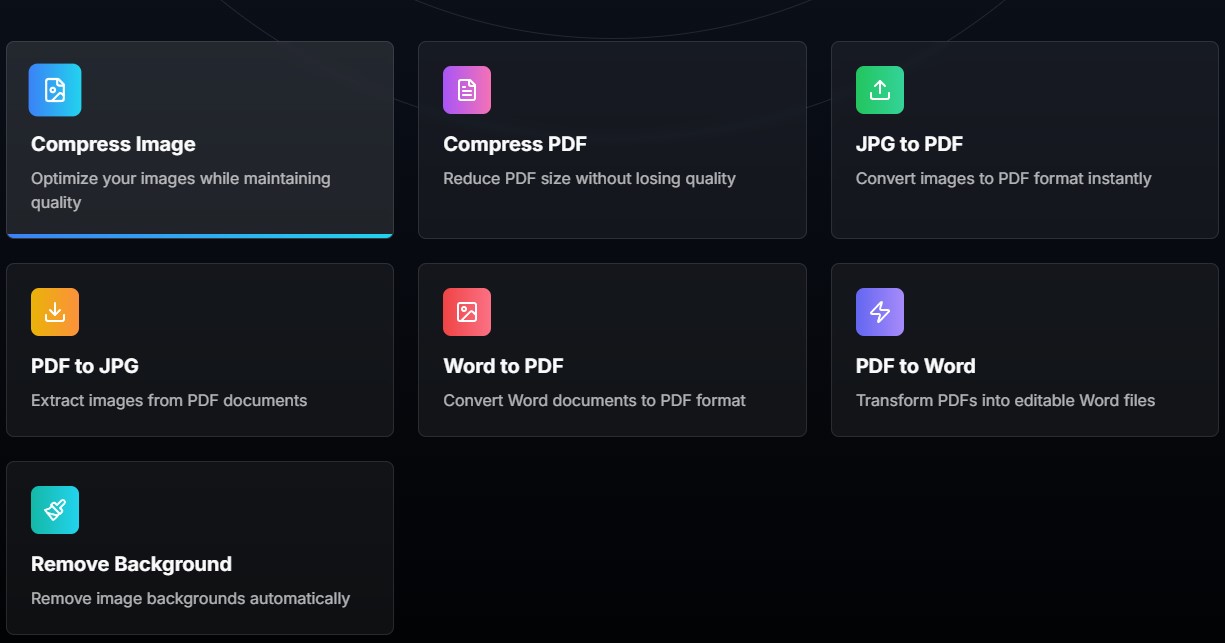 Compress Image
Optimize your images while maintaining
quality
Compress PDF
Reduce PDF size without losing quality
JPG to PDF
Convert images to PDF format instantly
PDF to JPG
Extract images from PDF documents
Word to PDF
Convert Word documents to PDF format
PDF to Word
Transform PDFs into editable Word files
Remove Background
Remove image backgrounds automatically